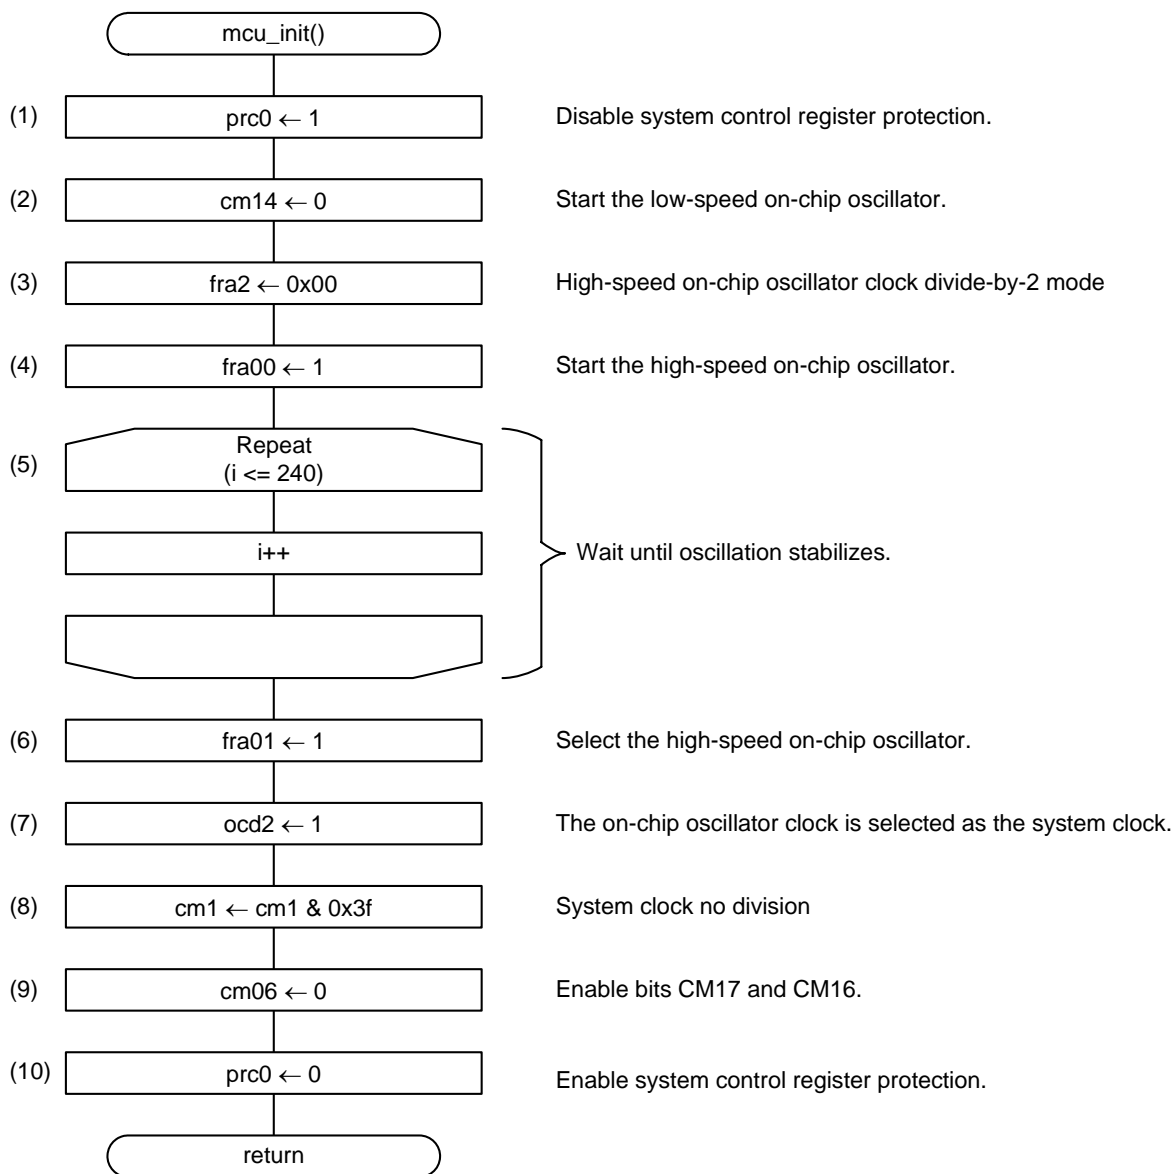 mcu_init()
(1) prc0 ← 1 Disable system control register protection.
(2) cm14 ← 0 Start the low-speed on-chip oscillator.
(3) fra2 ← 0x00 High-speed on-chip oscillator clock divide-by-2 mode
(4) fra00 ← 1 Start the high-speed on-chip oscillator.
(5) Repeat
(i <= 240)
i++ Wait until oscillation stabilizes.
(6) fra01 ← 1 Select the high-speed on-chip oscillator.
(7) ocd2 ← 1 The on-chip oscillator clock is selected as the system clock.
(8) cm1 ← cm1 & 0x3f System clock no division
(9) cm06 ← 0 Enable bits CM17 and CM16.
(10) prc0 ← 0 Enable system control register protection.
return